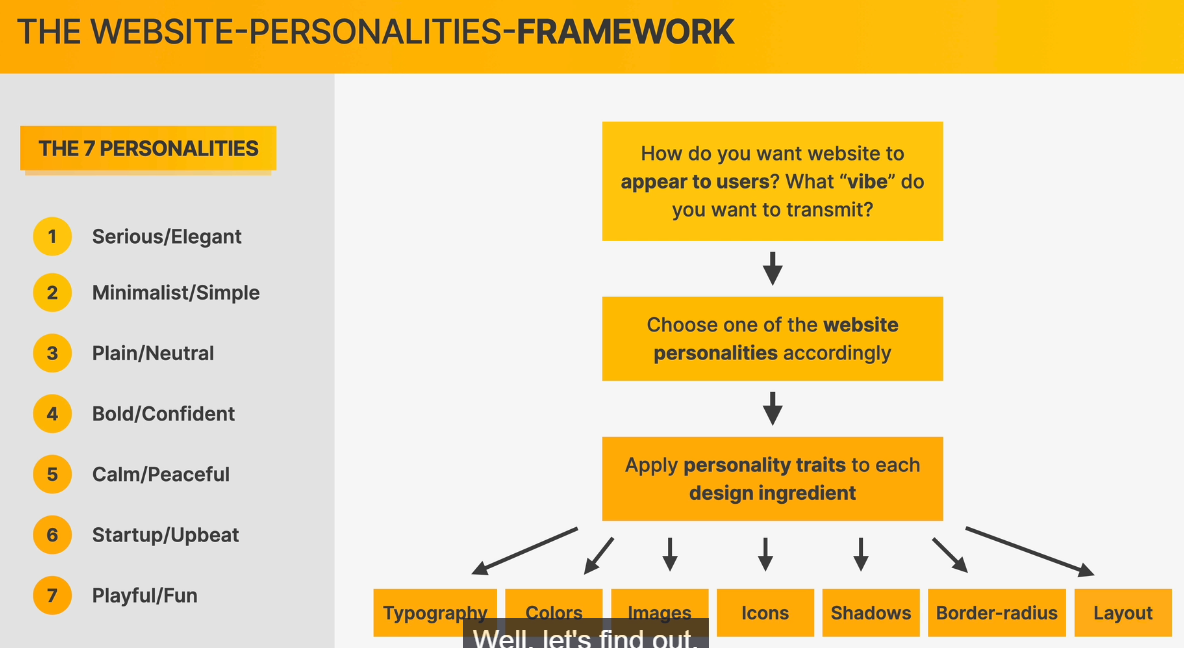 THE WEBSITE-PERSONALITIES-FRAMEWORK
THE 7 PERSONALITIES
1 Serious/Elegant
2 Minimalist/Simple
3 Plain/Neutral
4 Bold/Confident
5 Calm/Peaceful
6 Startup/Upbeat
7 Playful/Fun
How do you want website to
appear to users? What “vibe” do
you want to transmit?
Choose one of the website
personalities accordingly
Apply personality traits to each
design ingredient
Typography Colors Images Icons Shadows Border-radius Layout
Well, let's find out.